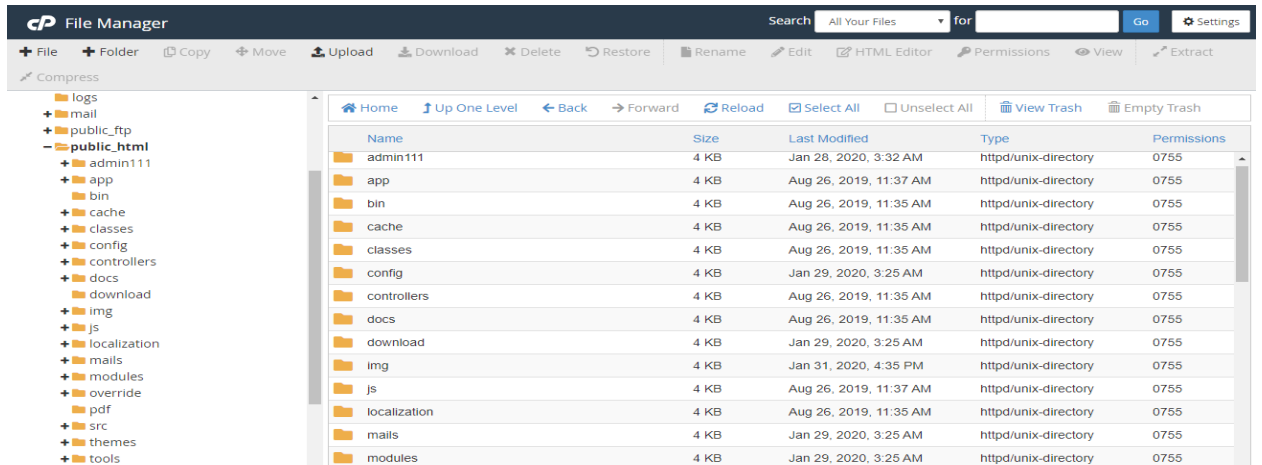 cP File Manager
Search All Your Files for Go Settings
File Folder Copy Move Upload Download Delete Restore Rename Edit HTML Editor Permissions View Extract
Compress
logs
mail
public_ftp
public_html
admin111
app
bin
cache
classes
config
controllers
docs
download
img
js
localization
mails
modules
override
pdf
src
themes
tools
Home Up One Level Back Forward Reload Select All Unselect All View Trash Empty Trash
Name Size Last Modified Type Permissions
admin111 4 KB Jan 28, 2020, 3:32 AM httpd/unix-directory 0755
app 4 KB Aug 26, 2019, 11:37 AM httpd/unix-directory 0755
bin 4 KB Aug 26, 2019, 11:35 AM httpd/unix-directory 0755
cache 4 KB Aug 26, 2019, 11:35 AM httpd/unix-directory 0755
classes 4 KB Aug 26, 2019, 11:35 AM httpd/unix-directory 0755
config 4 KB Jan 29, 2020, 3:25 AM httpd/unix-directory 0755
controllers 4 KB Aug 26, 2019, 11:35 AM httpd/unix-directory 0755
docs 4 KB Aug 26, 2019, 11:35 AM httpd/unix-directory 0755
download 4 KB Jan 29, 2020, 3:25 AM httpd/unix-directory 0755
img 4 KB Jan 31, 2020, 4:35 PM httpd/unix-directory 0755
js 4 KB Aug 26, 2019, 11:37 AM httpd/unix-directory 0755
localization 4 KB Aug 26, 2019, 11:35 AM httpd/unix-directory 0755
mails 4 KB Jan 29, 2020, 3:25 AM httpd/unix-directory 0755
modules 4 KB Jan 29, 2020, 3:25 AM httpd/unix-directory 0755